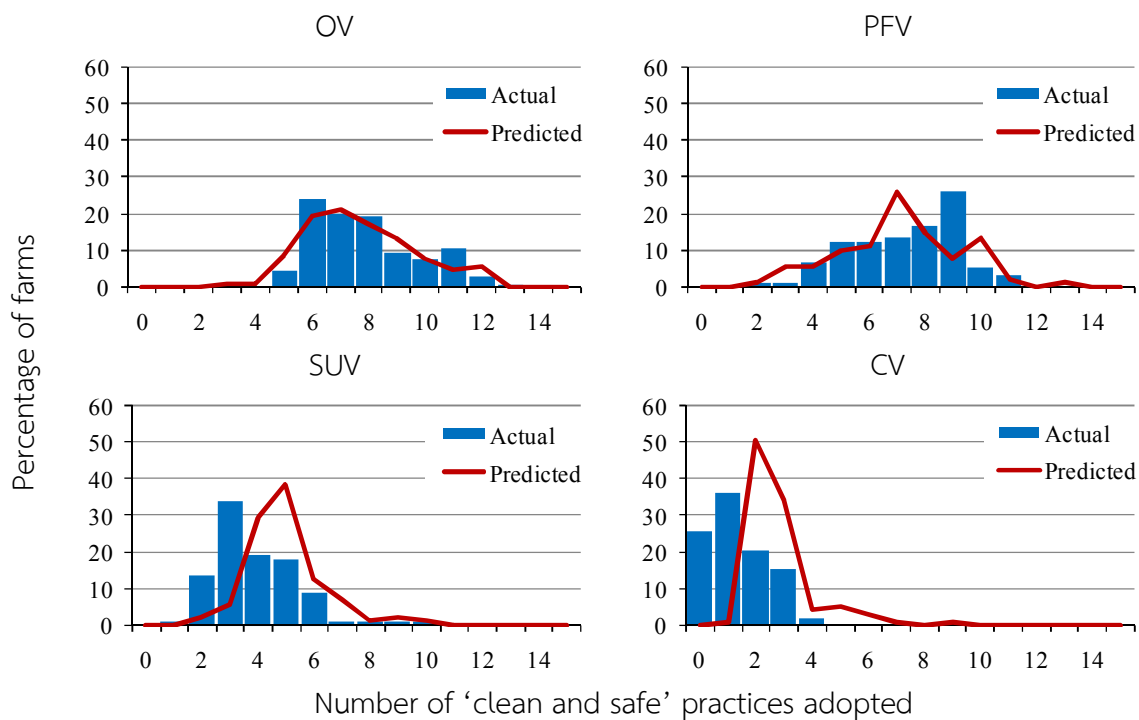 OV
60
50
40
30
20
10
0
Actual
Predicted
0 2 4 6 8 10 12 14
PFV
60
50
40
30
20
10
0
Actual
Predicted
0 2 4 6 8 10 12 14
Percentage of farms
SUV
60
50
40
30
20
10
0
Actual
Predicted
0 2 4 6 8 10 12 14
CV
60
50
40
30
20
10
0
Actual
Predicted
0 2 4 6 8 10 12 14
Number of ‘clean and safe’ practices adopted